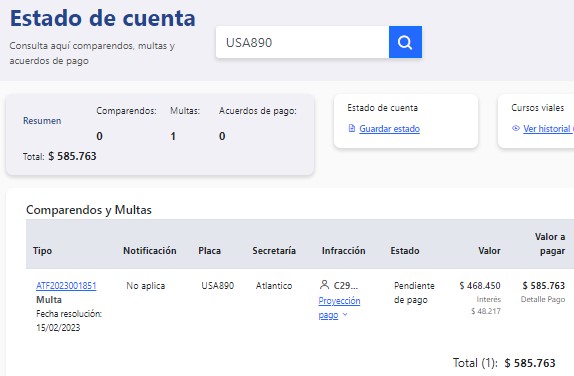 Estado de cuenta
Consulta aquí comparendos, multas y
acuerdos de pago
USA890
Resumen
Comparendos:
0
Multas:
1
Acuerdos de pago:
0
Total: $ 585.763
Estado de cuenta
Guardar estado
Cursos viales
Ver historial
Comparendos y Multas
Tipo Notificación Placa Secretaría Infracción Estado Valor Valor a pagar
ATF2023001851
Multa
Fecha resolución:
15/02/2023
No aplica
USA890
Atlantico
C29...
Proyección
pago
Pendiente
de pago
$ 468.450
Interés
$ 48.217
$ 585.763
Detalle Pago
Total (1): $ 585.763